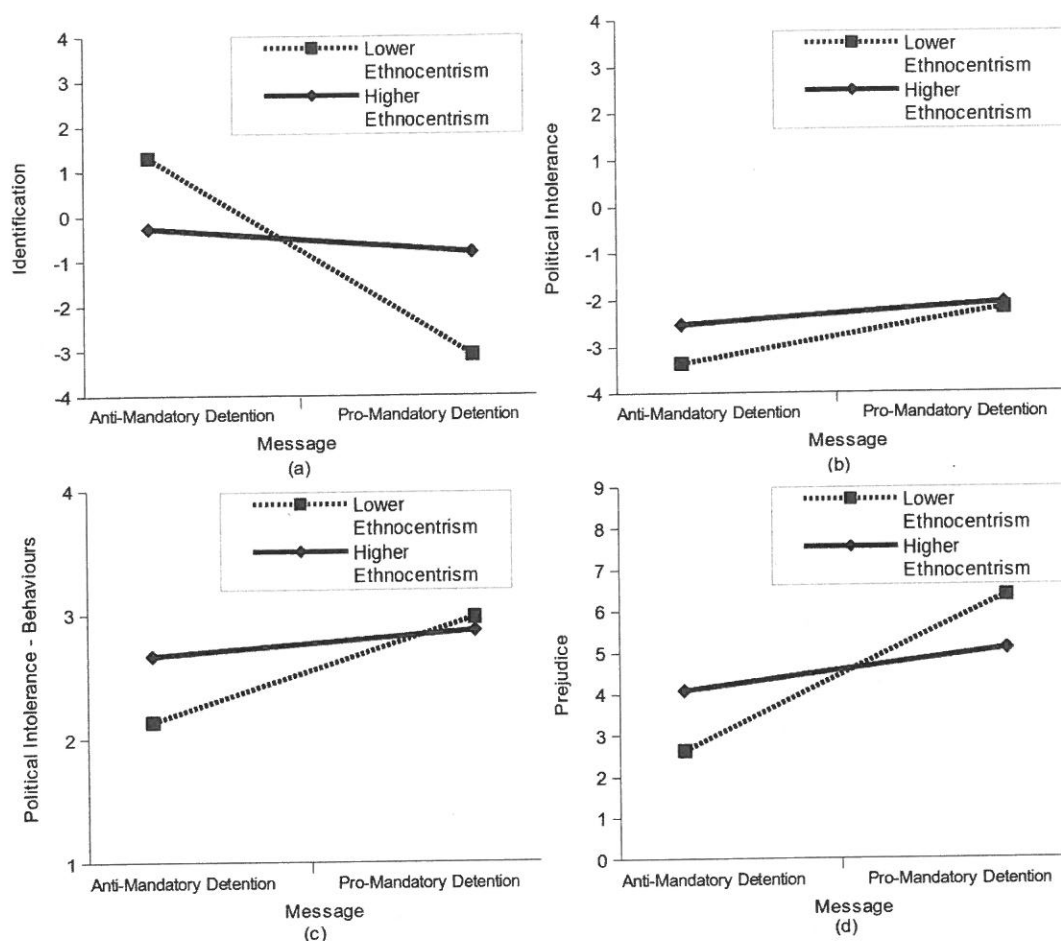 4
3
2
1
0
-1
-2
-3
-4
Identification
Lower
Ethnocentrism
Higher
Ethnocentrism
Anti-Mandatory Detention
Pro-Mandatory Detention
Message
(a)
4
3
2
1
0
-1
-2
-3
-4
Political Intolerance
Lower
Ethnocentrism
Higher
Ethnocentrism
Anti-Mandatory Detention
Pro-Mandatory Detention
Message
(b)
4
3
2
1
Political Intolerance - Behaviours
Lower
Ethnocentrism
Higher
Ethnocentrism
Anti-Mandatory Detention
Pro-Mandatory Detention
Message
(c)
9
8
7
6
5
4
3
2
1
0
Prejudice
Lower
Ethnocentrism
Higher
Ethnocentrism
Anti-Mandatory Detention
Pro-Mandatory Detention
Message
(d)